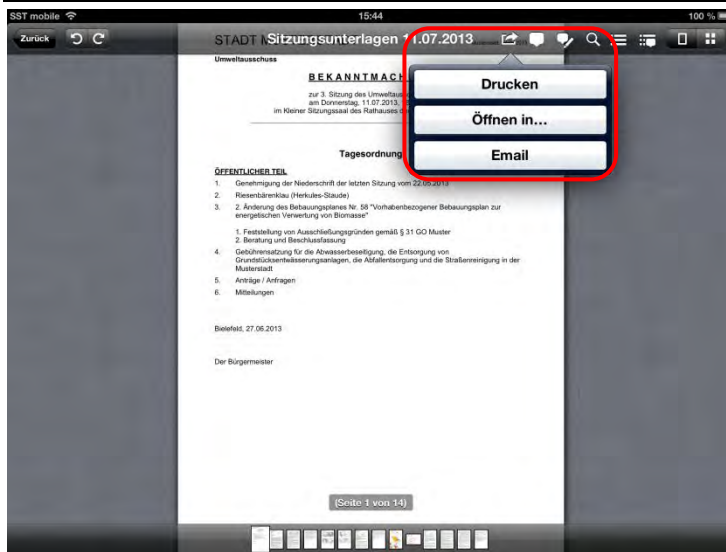 SST mobile 15:44 100 %
Zurück Sitzungsunterlagen 11.07.2013
STADT
Umweltausschuss
BEKANNTMACH
zur 3. Sitzung des Umweltaus
am Donnerstag, 11.07.2013,
im Kleiner Sitzungssaal des Rathauses
Drucken
Öffnen in...
Email
Tagesordnung
ÖFFENTLICHER TEIL
1. Genehmigung der Niederschrift der letzten Sitzung vom 22.05.2013
2. Riesenbärenklau (Herkules-Staude)
3. 2. Änderung des Bebauungsplanes Nr. 58 "Vorhabenbezogener Bebauungsplan zur
energetischen Verwertung von Biomasse"
1. Feststellung von Ausschließungsgründen gemäß § 31 GO Muster
2. Beratung und Beschlussfassung
4. Gebührensatzung für die Abwasserbeseitigung, die Entsorgung von
Grundstücksentwässerungsanlagen, die Abfallentsorgung und die Straßenreinigung in der
Musterstadt
5. Anträge / Anfragen
6. Mitteilungen
Bielefeld, 27.06.2013
Der Bürgermeister
(Seite 1 von 14)